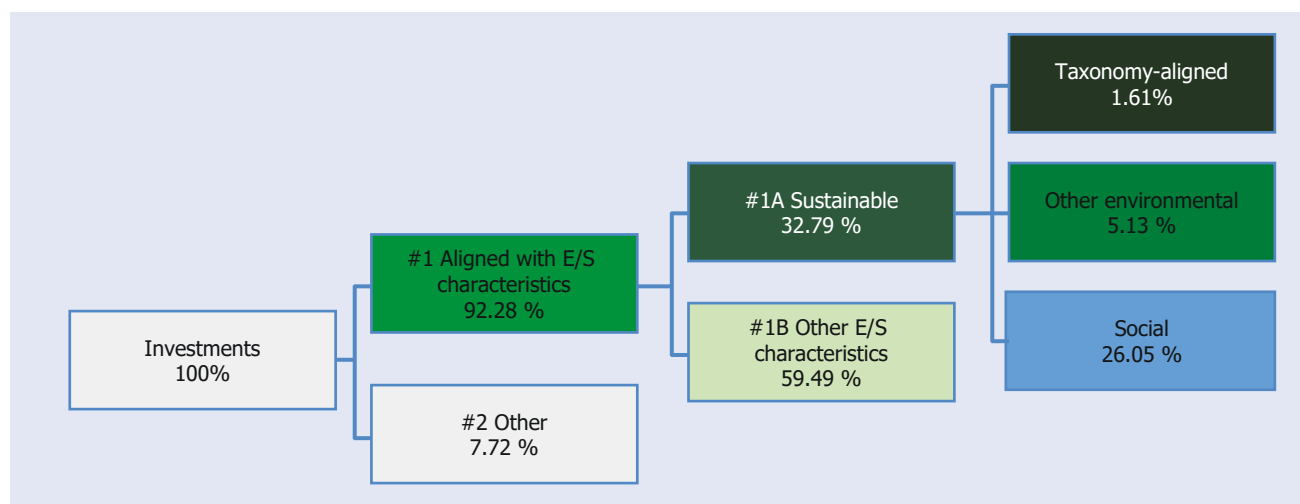 Investments
100%
#1 Aligned with E/S
characteristics
92.28 %
#2 Other
7.72 %
#1A Sustainable
32.79 %
#1B Other E/S
characteristics
59.49 %
Taxonomy-aligned
1.61%
Other environmental
5.13 %
Social
26.05 %